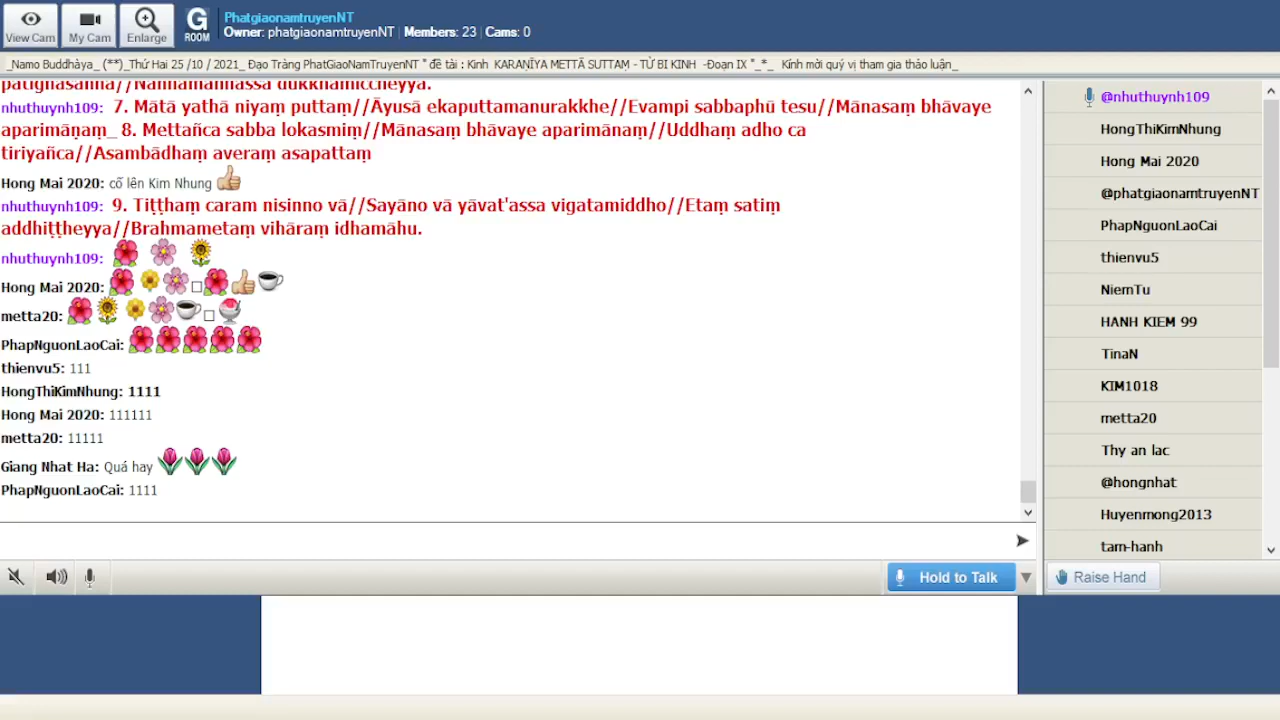 View Cam
My Cam
Enlarge
G
ROOM
PhatgiaonamtruyenNT
Owner: phatgiaonamtruyenNT | Members: 23 | Cams: 0
_Namo Buddhàya_ (**)_Thứ Hai 25 /10 / 2021_ Đạo Tràng PhatGiaoNamTruyenNT " đề tài : Kinh KARAṆĪYA METTĀ SUTTAṂ - TỪ BI KINH -Đoạn IX "_*_ Kính mời quý vị tham gia thảo luận_
patighasaññā//Nāññamaññassa dukkhamiccheyya.
nhuthuynh109: 7. Mātā yathā niyaṃ puttaṃ//Āyusā ekaputtamanurakkhe//Evampi sabbaphū tesu//Mānasaṃ bhāvaye
aparimāṇaṃ_ 8. Mettañca sabba lokasmiṃ//Mānasaṃ bhāvaye aparimānaṃ//Uddhaṃ adho ca
tiriyañca//Asambādhaṃ averaṃ asapattaṃ
Hong Mai 2020: cố lên Kim Nhung
nhuthuynh109: 9. Tiṭṭhaṃ caram nisinno vā//Sayāno vā yāvat'assa vigatamiddho//Etaṃ satiṃ
addhiṭṭheyya//Brahmametaṃ vihāraṃ idhamāhu.
nhuthuynh109:
Hong Mai 2020:
metta20:
PhapNguonLaoCai:
thienvu5: 111
HongThiKimNhung: 1111
Hong Mai 2020: 111111
metta20: 11111
Giang Nhat Ha: Quá hay
PhapNguonLaoCai: 1111
Hold to Talk
@nhuthuynh109
HongThiKimNhung
Hong Mai 2020
@phatgiaonamtruyenNT
PhapNguonLaoCai
thienvu5
NiemTu
HANH KIEM 99
TinaN
KIM1018
metta20
Thy an lac
@hongnhat
Huyenmong2013
tam-hanh
Raise Hand